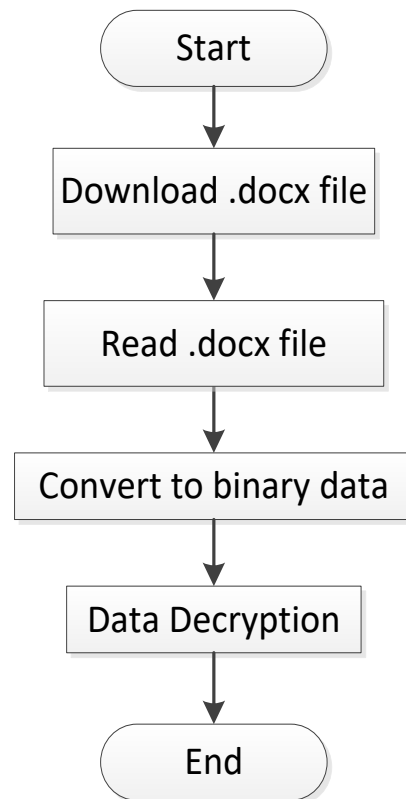 Start
Download .docx file
Read .docx file
Convert to binary data
Data Decryption
End